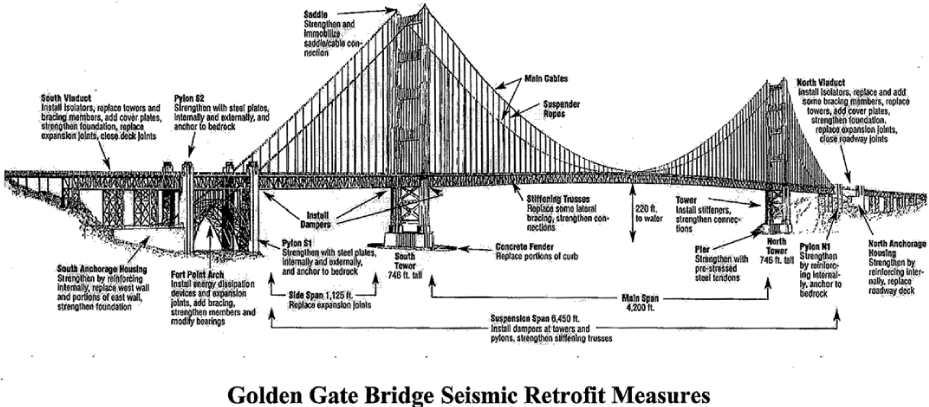 Saddle
Strengthen and
immobilize
saddle/cable con-
nection
Main Cables
Suspender
Ropes
South Viaduct
Install isolators, replace towers and
bracing members, add cover plates,
strengthen foundation, replace
expansion joints, close deck joints
Pylon S2
Strengthen with steel plates,
internally and externally, and
anchor to bedrock
North Viaduct
Install isolators, replace and add
some bracing members, replace
towers, add cover plates,
strengthen foundation,
replace expansion joints,
close roadway joints
Install
Dampers
Stiffening Trusses
Replace some lateral
bracing, strengthen con-
nections
220 ft.
to water
Tower
Install stiffeners,
strengthen connec-
tions
Pylon S1
Strengthen with steel plates,
internally and externally,
and anchor to bedrock
South
Tower
746 ft. tall
Concrete Fender
Replace portions of curb
Pier
Strengthen with
pre-stressed
steel tendons
North
Tower
746 ft. tall
Pylon N1
Strengthen
by reinforc-
ing internal-
ly, anchor to
bedrock
North Anchorage
Housing
Strengthen by
reinforcing inter-
nally, replace
roadway deck
South Anchorage Housing
Strengthen by reinforcing
internally, replace west wall
and portions of east wall,
strengthen foundation
Fort Point Arch
Install energy dissipation
devices and expansion
joints, add bracing,
strengthen members and
modify bearings
Side Span 1,125 ft.
Replace expansion joints
Main Span
4,200 ft.
Suspension Span 6,450 ft.
Install dampers at towers and
pylons, strengthen stiffening trusses
Golden Gate Bridge Seismic Retrofit Measures